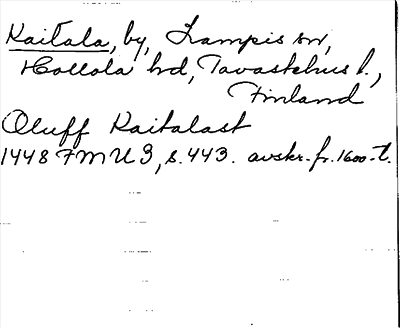 Kaitala, by, Lampis sn,
Hollola hd, Tavastehus l.,
Finland
Oluff Kaitalast
1448 FMU 3, s. 443. avskr. fr. 1600-t.